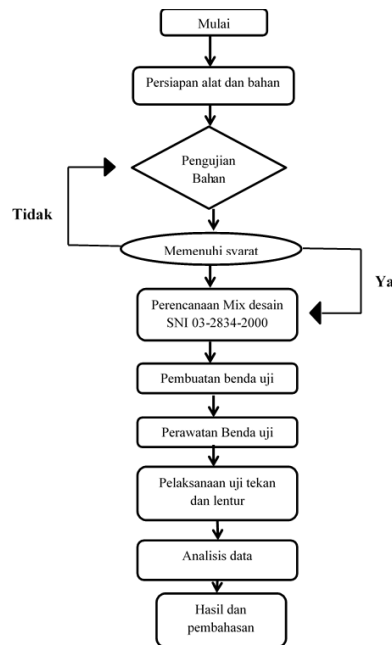 Mulai
Persiapan alat dan bahan
Pengujian
Bahan
Tidak
Memenuhi syarat
Ya
Perencanaan Mix desain
SNI 03-2834-2000
Pembuatan benda uji
Perawatan Benda uji
Pelaksanaan uji tekan
dan lentur
Analisis data
Hasil dan
pembahasan